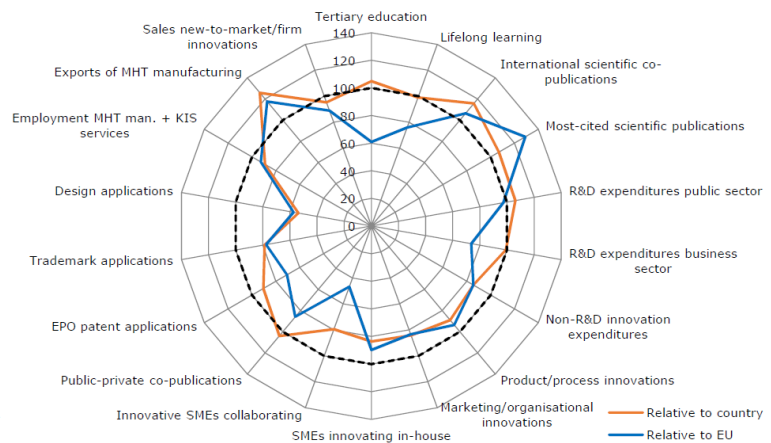 Tertiary education
140
Sales new-to-market/firm
innovations
Lifelong learning
120
Exports of MHT manufacturing
International scientific co-
publications
100
Employment MHT man. + KIS
services
80
Most-cited scientific publications
60
40
Design applications
R&D expenditures public sector
20
0
Trademark applications
R&D expenditures business
sector
EPO patent applications
Non-R&D innovation
expenditures
Public-private co-publications
Product/process innovations
Innovative SMEs collaborating
Marketing/organisational
innovations
SMEs innovating in-house
Relative to country
Relative to EU